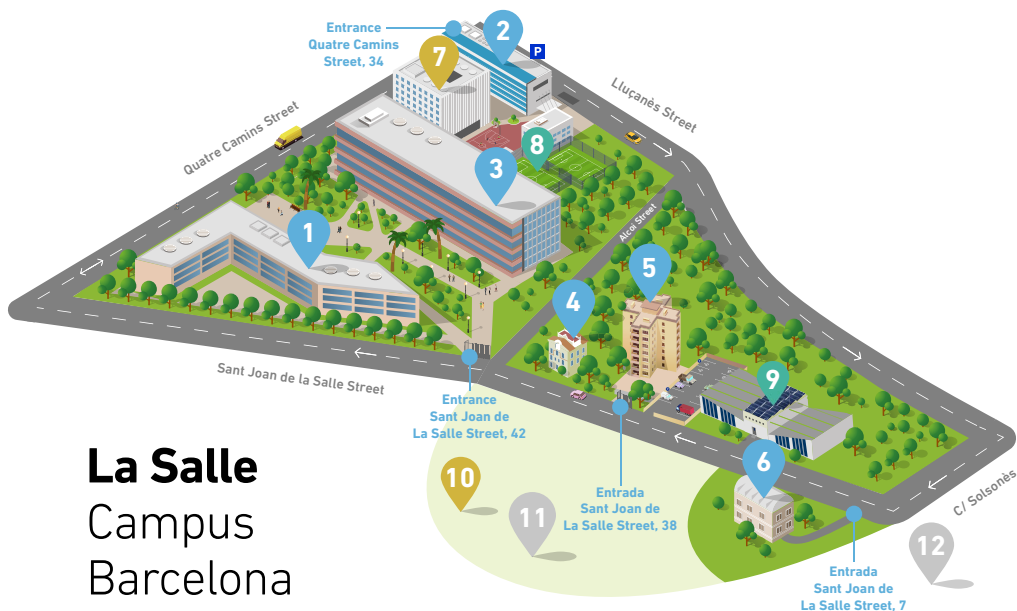 Entrance
Quatre Camins
Street, 34
2
P
7
Lluçanès Street
Quatre Camins Street
8
3
Alcoi Street
1
5
4
9
Sant Joan de la Salle Street
Entrance
Sant Joan de
La Salle Street, 42
La Salle
Campus
Barcelona
10
11
Entrada
Sant Joan de
La Salle Street, 38
6
C/ Solsonès
12
Entrada
Sant Joan de
La Salle Street, 7